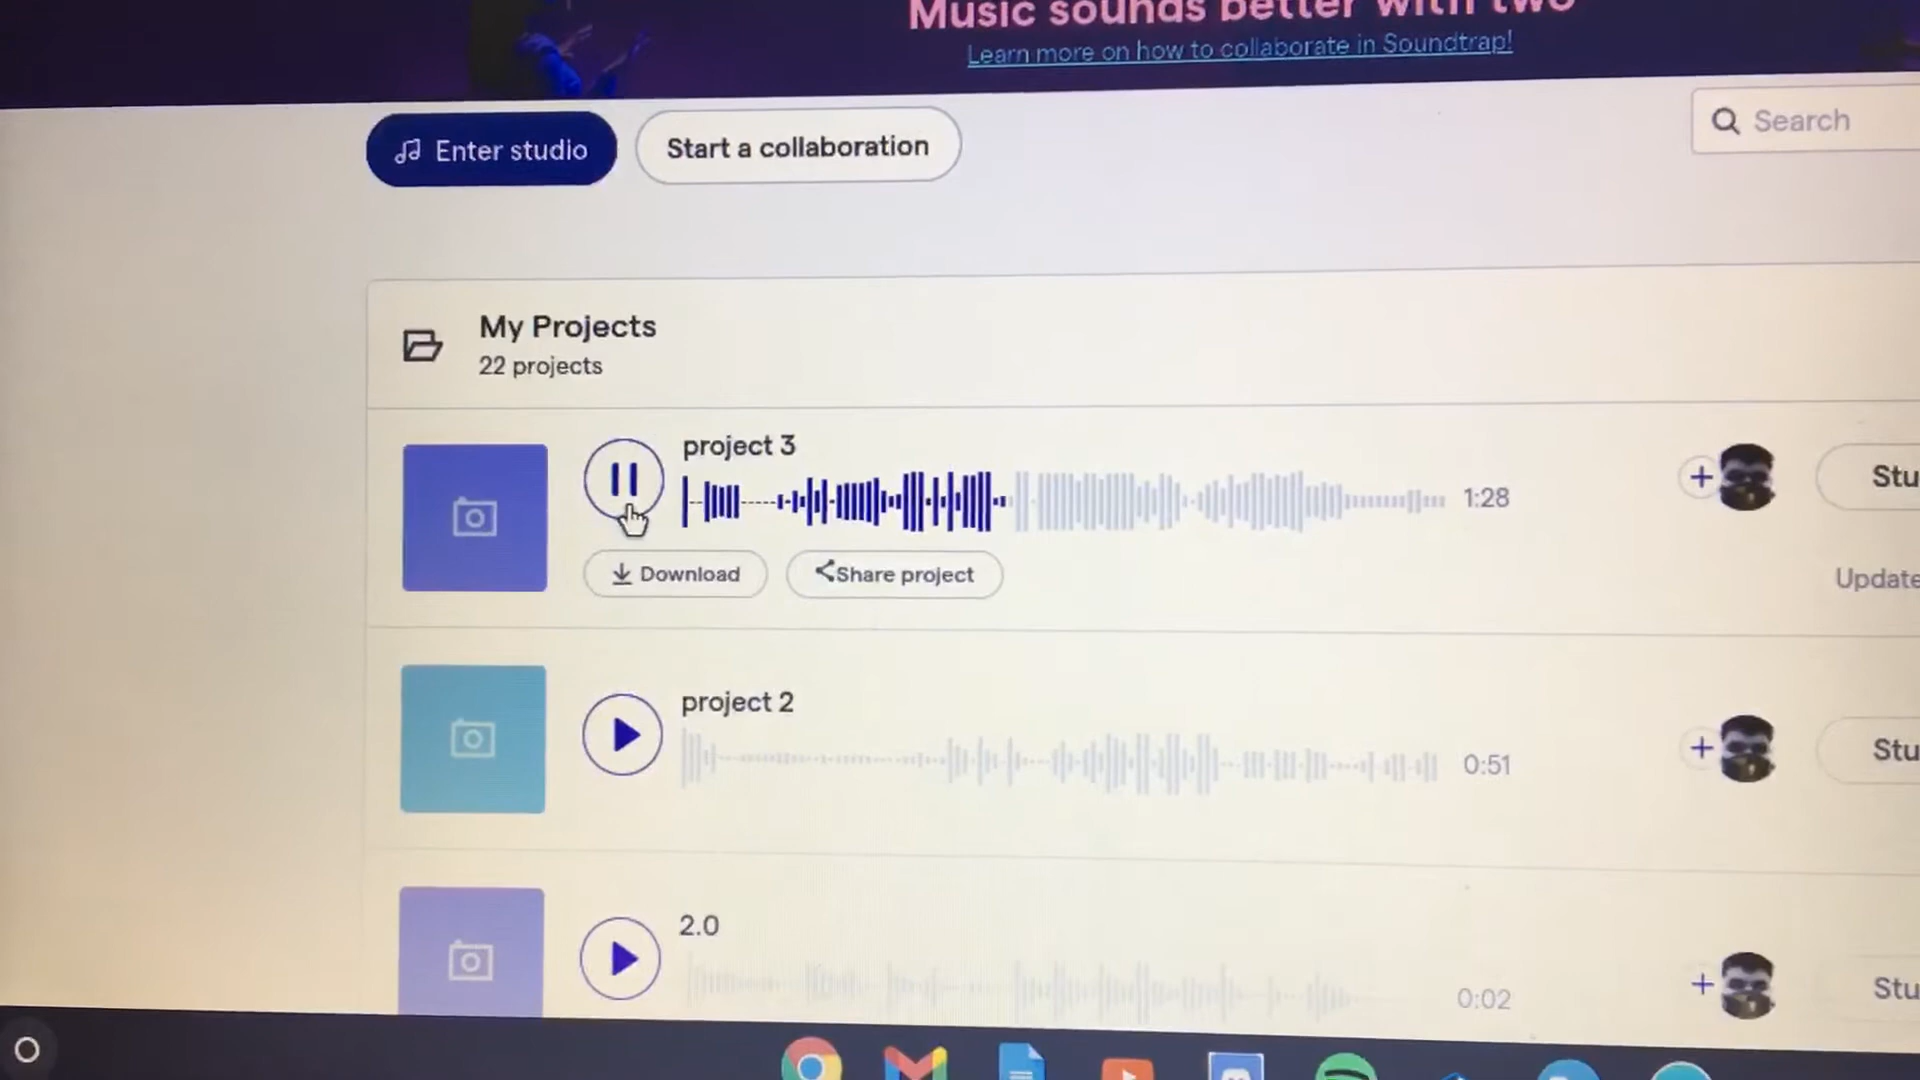 Music sounds better with two
Learn more on how to collaborate in Soundtrap!
Enter studio
Start a collaboration
Search
My Projects
22 projects
project 3
1:28
Stu
Download
Share project
Update
project 2
0:51
Stu
2.0
0:02
Stu